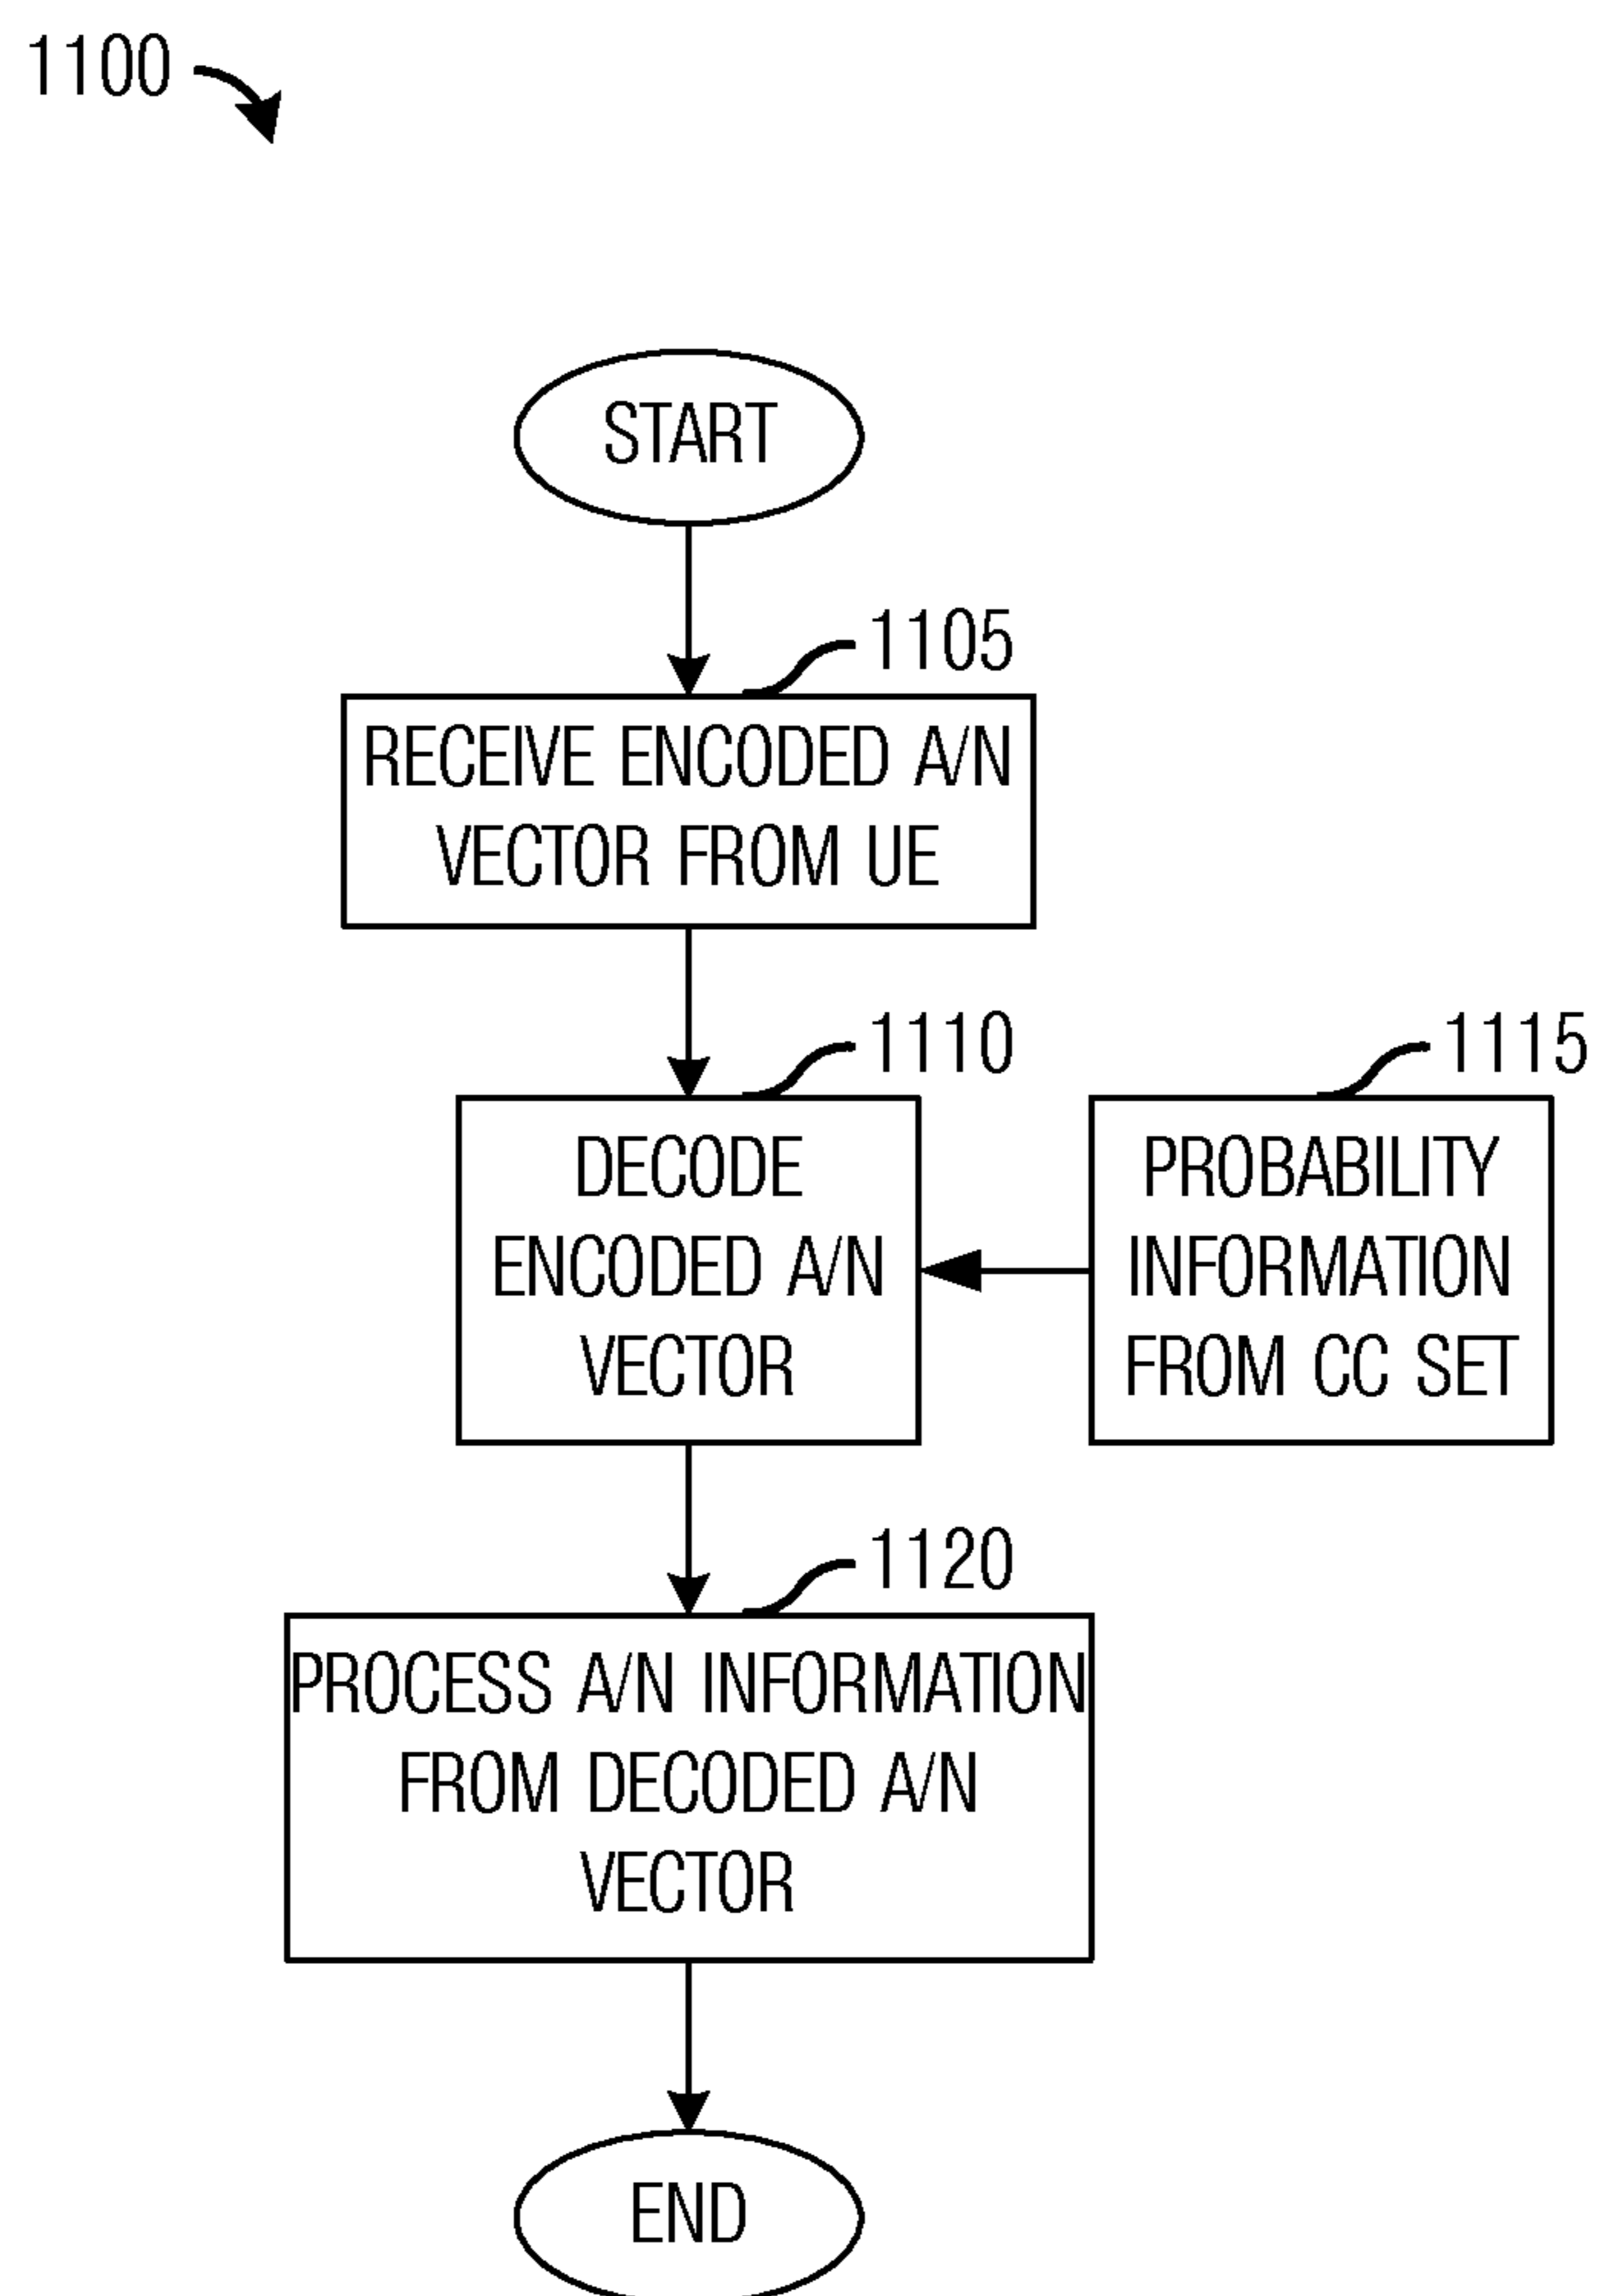 1100
START
1105
RECEIVE ENCODED A/N
VECTOR FROM UE
1110
DECODE
ENCODED A/N
VECTOR
1115
PROBABILITY
INFORMATION
FROM CC SET
1120
PROCESS A/N INFORMATION
FROM DECODED A/N
VECTOR
END